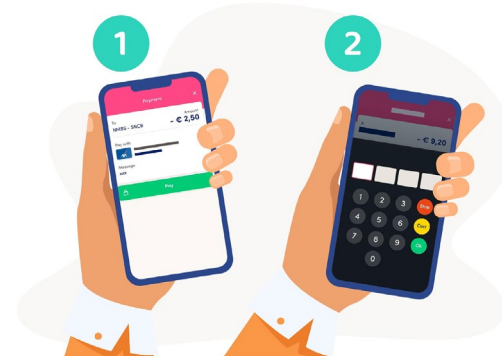 1
2
Payment
To
Amount
NMBS - SNCB
- € 2,50
Pay with
Message
Pay
- € 9,20
1 2 3 Stop
4 5 6 Corr
7 8 9 Ok
0